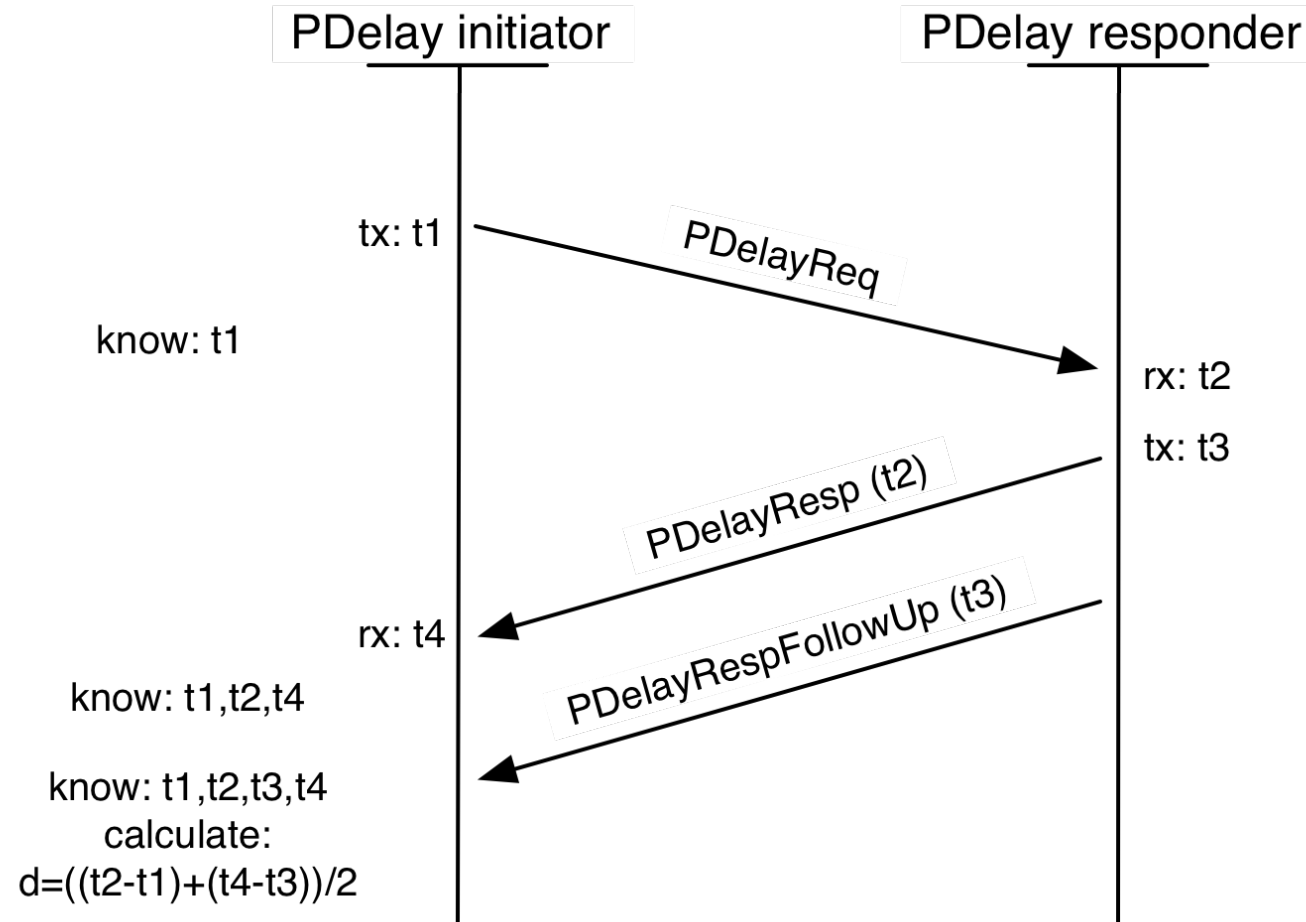 PDelay initiator
PDelay responder
tx: t1
PDelayReq
know: t1
rx: t2
tx: t3
PDelayResp (t2)
rx: t4
PDelayRespFollowUp (t3)
know: t1,t2,t4
know: t1,t2,t3,t4
calculate:
d=((t2-t1)+(t4-t3))/2